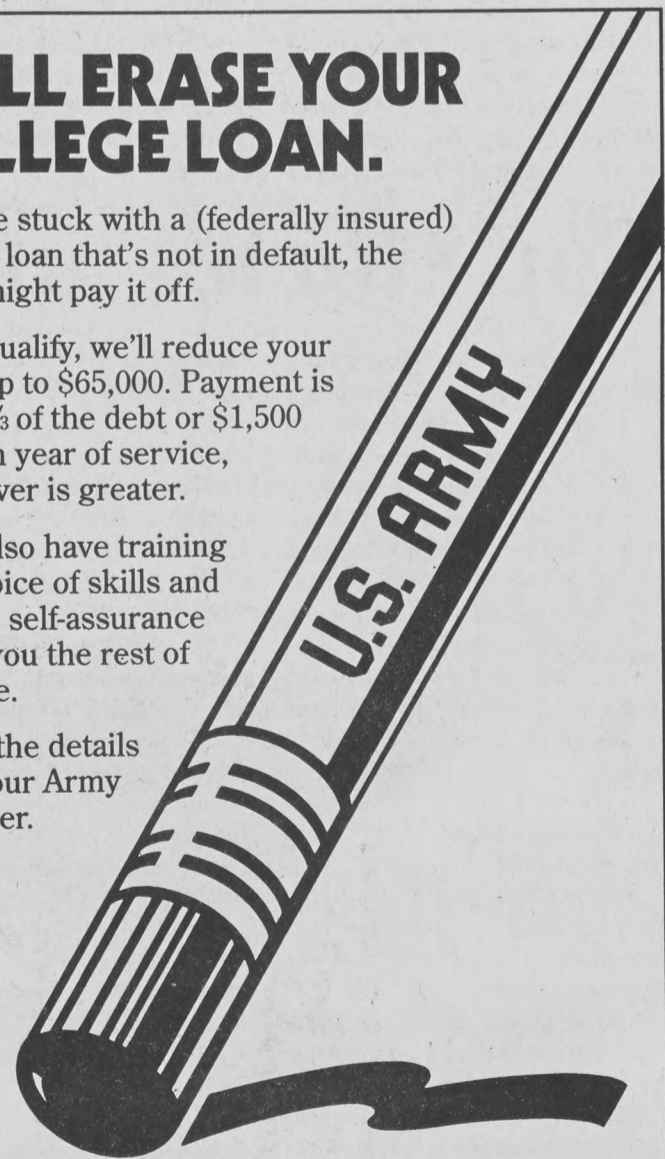 LL ERASE YOUR
LLEGE LOAN.
e stuck with a (federally insured)
loan that's not in default, the
night pay it off.
ualify, we'll reduce your
p to $65,000. Payment is
⅓ of the debt or $1,500
n year of service,
ver is greater.
lso have training
oice of skills and
self-assurance
you the rest of
e.
the details
our Army
er.
U.S. ARMY